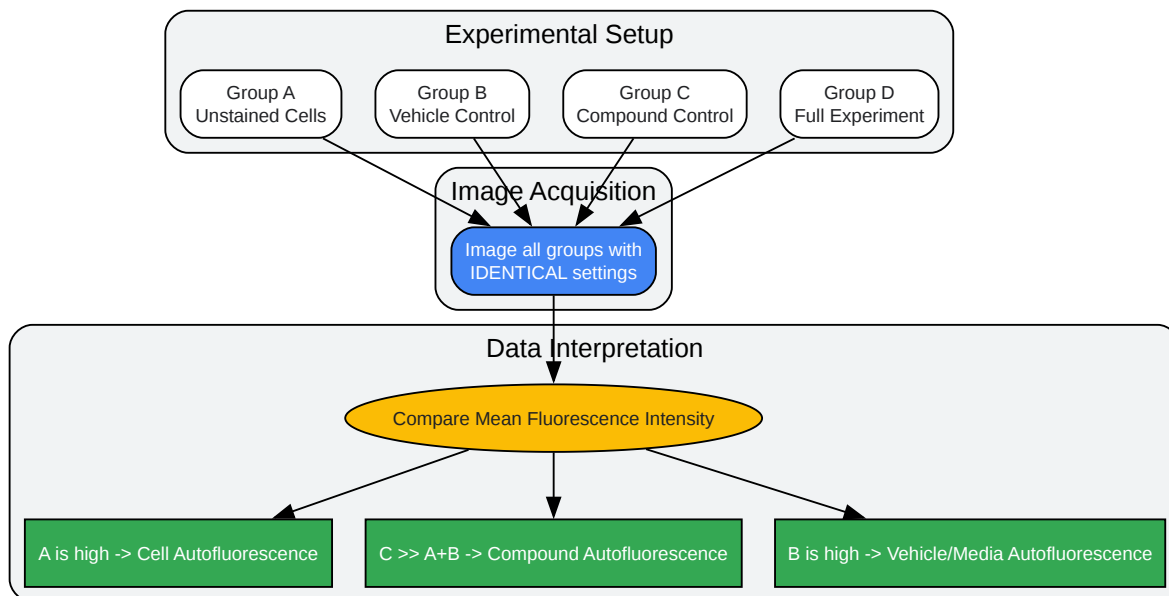 Experimental Setup
Group A
Unstained Cells
Group B
Vehicle Control
Group C
Compound Control
Group D
Full Experiment
Image Acquisition
Image all groups with
IDENTICAL settings
Data Interpretation
Compare Mean Fluorescence Intensity
A is high -> Cell Autofluorescence
C >> A+B -> Compound Autofluorescence
B is high -> Vehicle/Media Autofluorescence